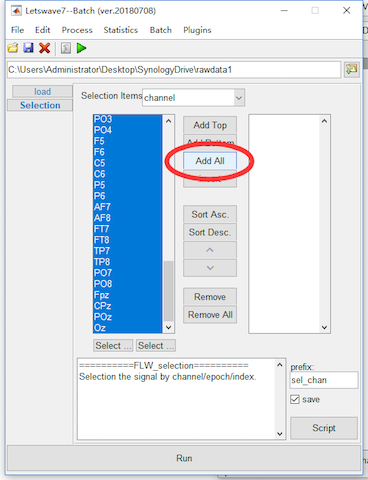 Letswave7--Batch (ver.20180708)
File Edit Process Statistics Batch Plugins
C:\Users\Administrator\Desktop\SynologyDrive\rawdata1
load
Selection
Selection Items:
channel
PO3
PO4
F5
F6
C5
C6
P5
P6
AF7
AF8
FT7
FT8
TP7
TP8
PO7
PO8
Fpz
CPz
POz
Oz
Select ...
Select ...
Add Top
Add Bottom
Add All
Sort Asc.
Sort Desc.
Remove
Remove All
==========FLW_selection==========
Selection the signal by channel/epoch/index.
prefix:
sel_chan
save
Script
Run